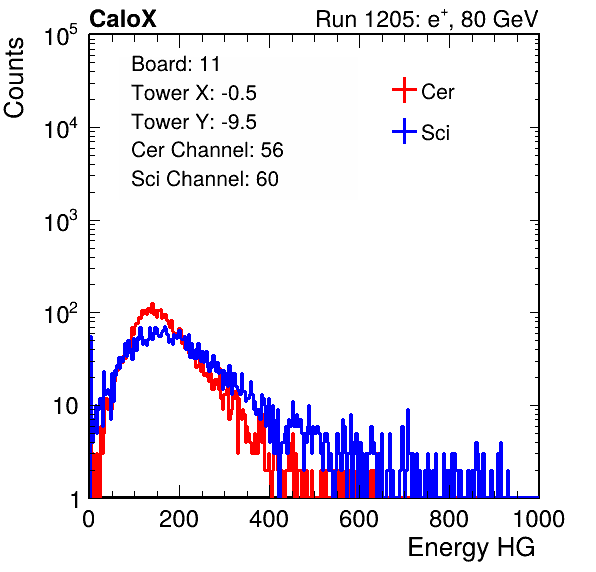 CaloX Run 1205: e⁺, 80 GeV
Counts
10⁵
10⁴
10³
10²
10
1
Board: 11
Tower X: -0.5
Tower Y: -9.5
Cer Channel: 56
Sci Channel: 60
Cer
Sci
0 200 400 600 800 1000
Energy HG